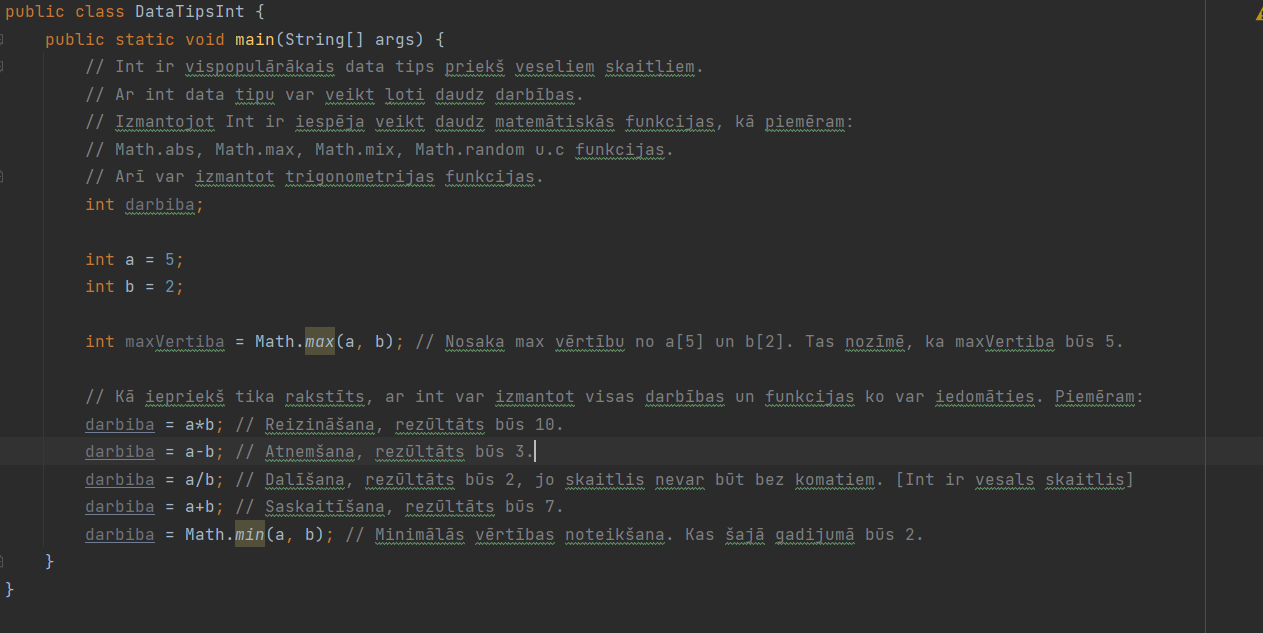 public class DataTipsInt {
    public static void main(String[] args) {
        // Int ir vispopulārākais data tips priekš veseliem skaitļiem.
        // Ar int data tipu var veikt loti daudz darbības.
        // Izmantojot Int ir iespēja veikt daudz matemātiskās funkcijas, kā piemēram:
        // Math.abs, Math.max, Math.mix, Math.random u.c funkcijas.
        // Arī var izmantot trigonometrijas funkcijas.
        int darbiba;

        int a = 5;
        int b = 2;

        int maxVertiba = Math.max(a, b); // Nosaka max vērtību no a[5] un b[2]. Tas nozīmē, ka maxVertiba būs 5.

        // Kā iepriekš tika rakstīts, ar int var izmantot visas darbības un funkcijas ko var iedomāties. Piemēram:
        darbiba = a*b; // Reizināšana, rezūltāts būs 10.
        darbiba = a-b; // Atņemšana, rezūltāts būs 3.
        darbiba = a/b; // Dalīšana, rezūltāts būs 2, jo skaitlis nevar būt bez komatiem. [Int ir vesals skaitlis]
        darbiba = a+b; // Saskaitīšana, rezūltāts būs 7.
        darbiba = Math.min(a, b); // Minimālās vērtības noteikšana. Kas šajā gadijumā būs 2.
    }
}